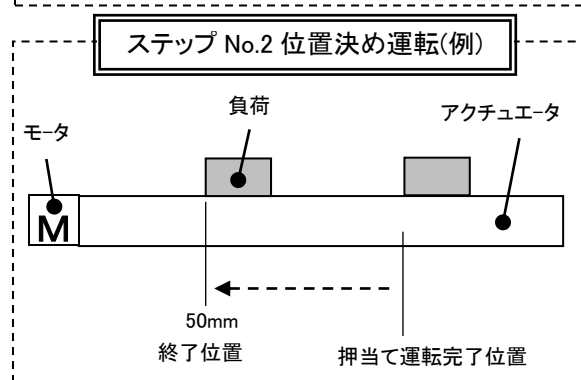 ステップ No.2 位置決め運転(例)
負荷
アクチュエータ
モータ
M
50mm
終了位置
押当て運転完了位置